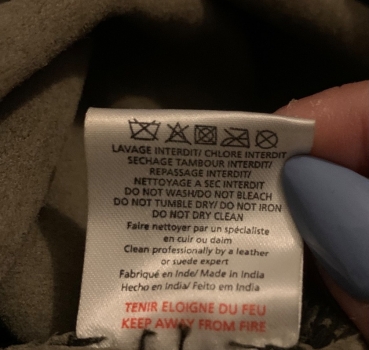 LAVAGE INTERDIT/ CHLORE INTERDIT
SECHAGE TAMBOUR INTERDIT/
REPASSAGE INTERDIT/
NETTOYAGE A SEC INTERDIT
DO NOT WASH/DO NOT BLEACH
DO NOT TUMBLE DRY/ DO NOT IRON
DO NOT DRY CLEAN
Faire nettoyer par un spécialiste
en cuir ou daim
Clean professionally by a leather
or suede expert
Fabriqué en Inde/ Made in India
Hecho en India/ Feito em India
TENIR ELOIGNE DU FEU
KEEP AWAY FROM FIRE